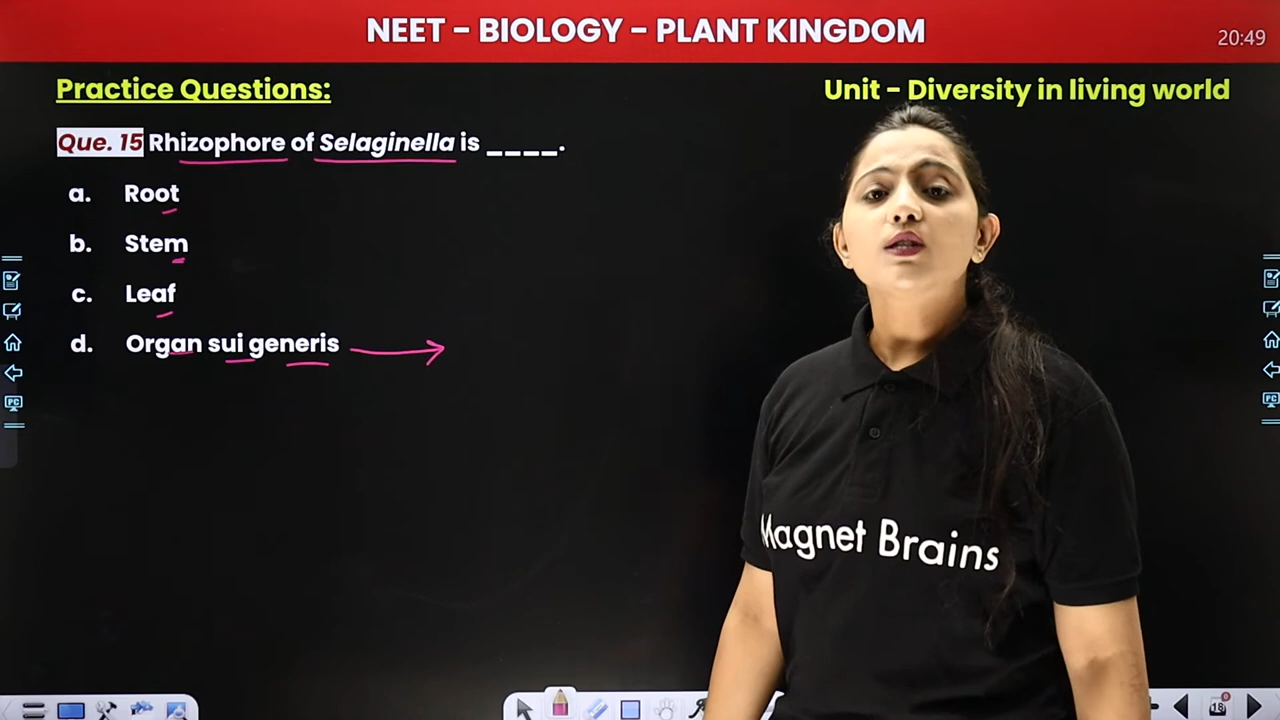 NEET - BIOLOGY - PLANT KINGDOM
20:49
Practice Questions:
Unit - Diversity in living world
Que. 15 Rhizophore of Selaginella is ____.
a. Root
b. Stem
c. Leaf
d. Organ sui generis
Magnet Brains
18